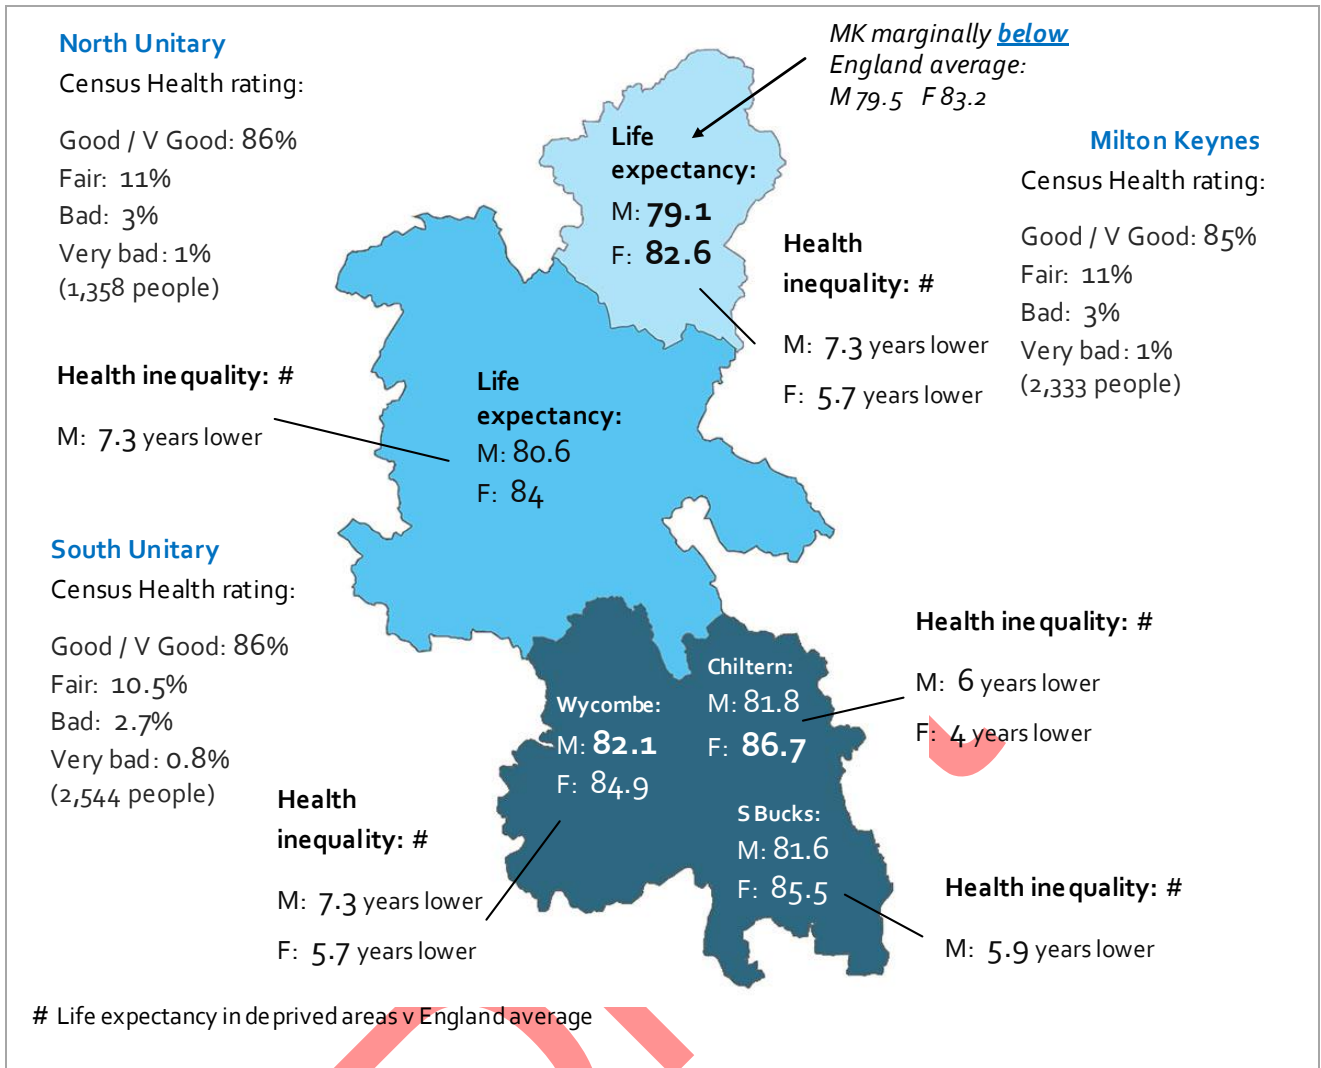 North Unitary
Census Health rating:
Good / V Good: 86%
Fair: 11%
Bad: 3%
Very bad: 1%
(1,358 people)
Health inequality: #
M: 7.3 years lower
South Unitary
Census Health rating:
Good / V Good: 86%
Fair: 10.5%
Bad: 2.7%
Very bad: 0.8%
(2,544 people)
Health
inequality: #
M: 7.3 years lower
F: 5.7 years lower
MK marginally below
England average:
M 79.5 F 83.2
Life
expectancy:
M: 79.1
F: 82.6
Health
inequality: #
M: 7.3 years lower
F: 5.7 years lower
Milton Keynes
Census Health rating:
Good / V Good: 85%
Fair: 11%
Bad: 3%
Very bad: 1%
(2,333 people)
Life
expectancy:
M: 80.6
F: 84
Wycombe:
M: 82.1
F: 84.9
Chiltern:
M: 81.8
F: 86.7
Health inequality: #
M: 6 years lower
F: 4 years lower
S Bucks:
M: 81.6
F: 85.5
Health inequality: #
M: 5.9 years lower
# Life expectancy in deprived areas v England average